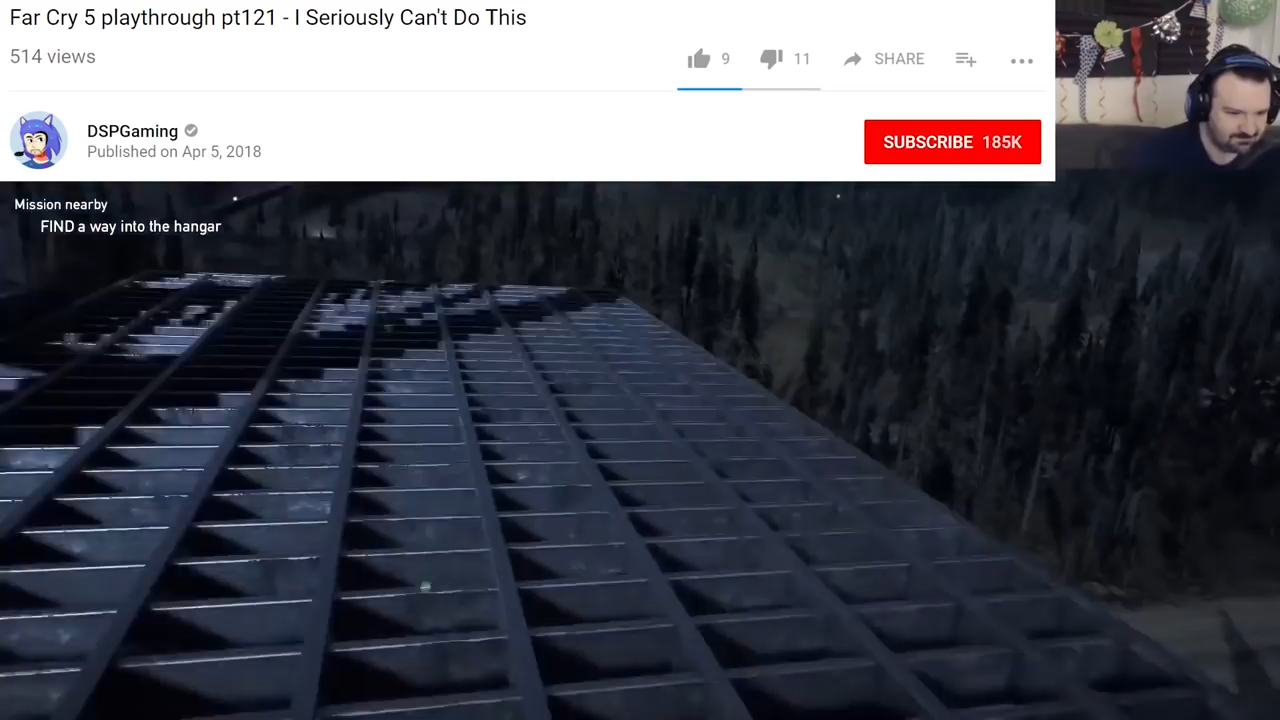 Far Cry 5 playthrough pt121 - I Seriously Can't Do This
514 views
9 11 SHARE
DSPGaming
Published on Apr 5, 2018
SUBSCRIBE 185K
Mission nearby
FIND a way into the hangar